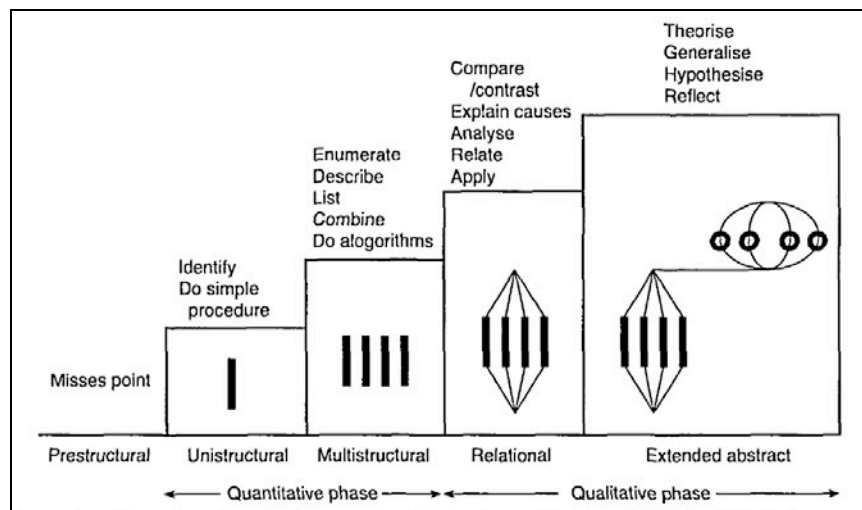 Theorise
Generalise
Hypothesise
Reflect
Compare
/contrast
Explain causes
Analyse
Relate
Apply
Enumerate
Describe
List
Combine
Do alogorithms
Identify
Do simple
procedure
Misses point
Prestructural Unistructural Multistructural Relational Extended abstract
Quantitative phase Qualitative phase